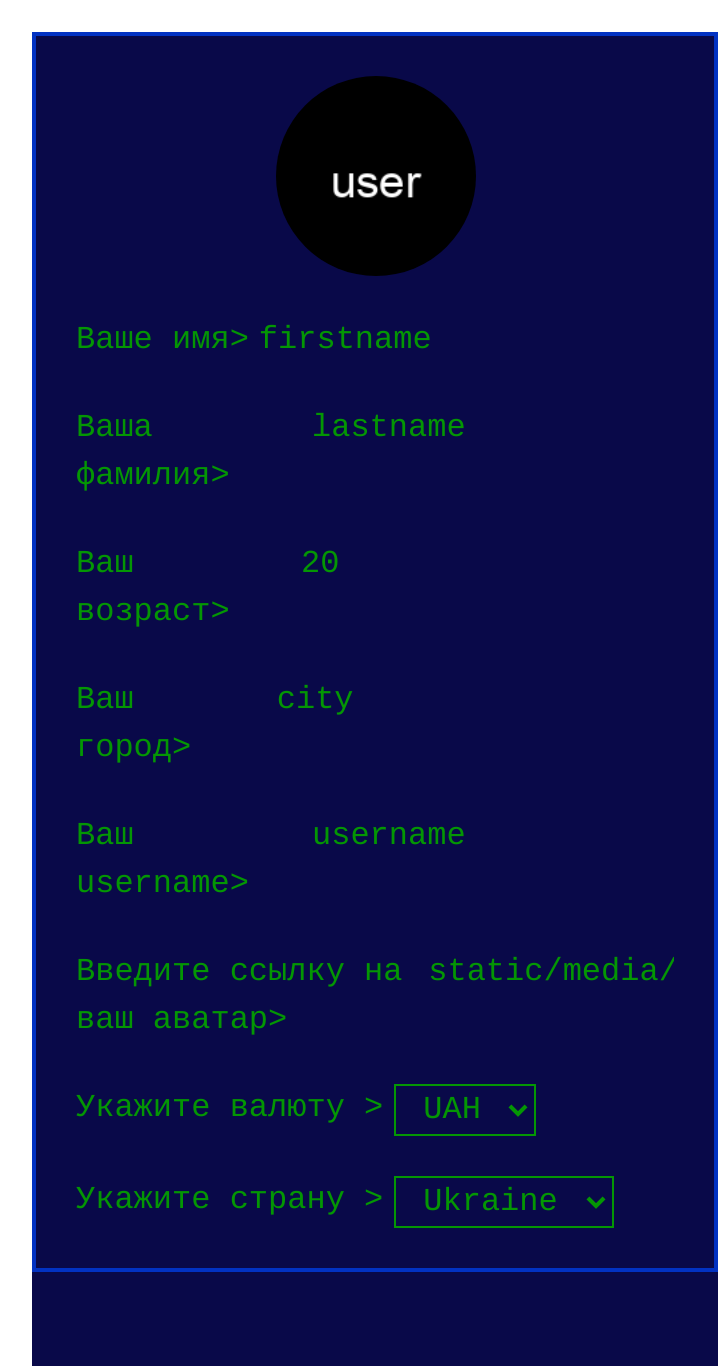 user
Ваше имя> firstname
Ваша lastname
фамилия>
Ваш 20
возраст>
Ваш city
город>
Ваш username
username>
Введите ссылку на static/media/
ваш аватар>
Укажите валюту > UAH
Укажите страну > Ukraine